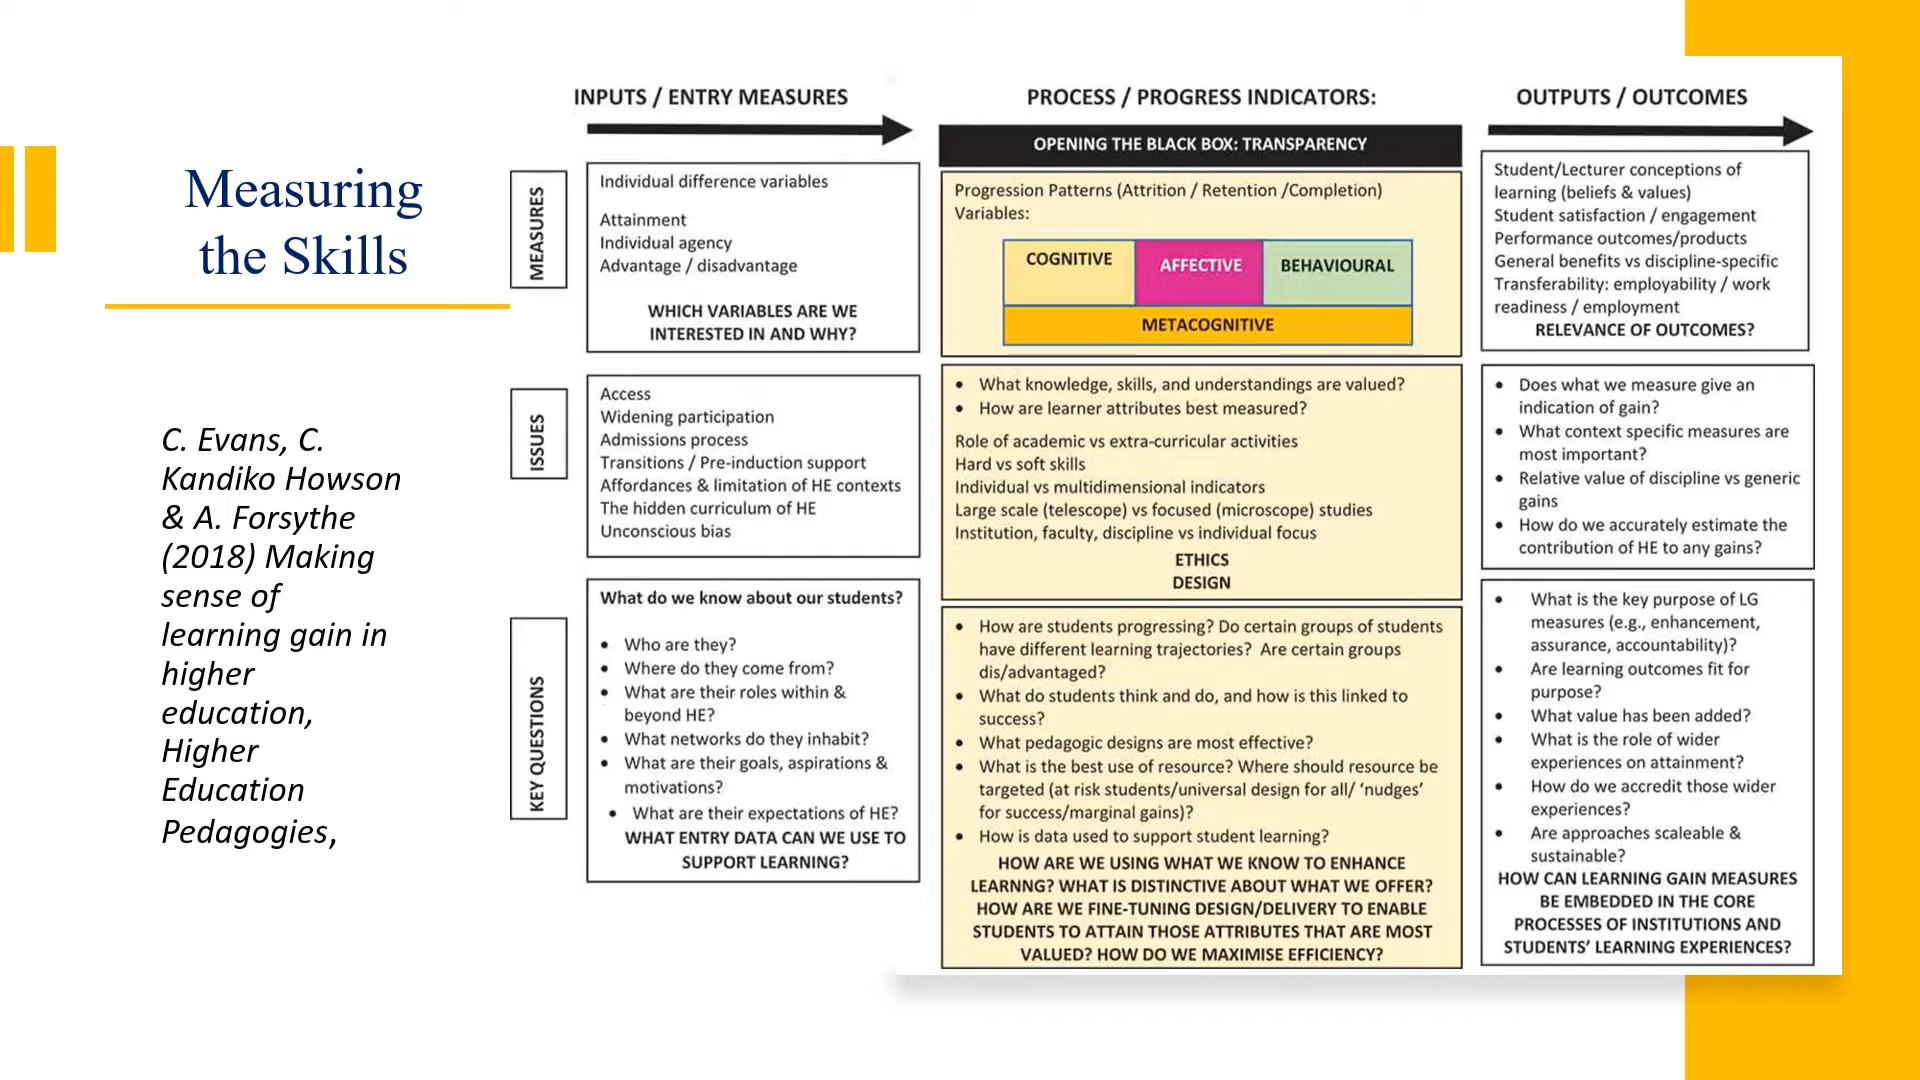 Measuring
the Skills
C. Evans, C.
Kandiko Howson
& A. Forsythe
(2018) Making
sense of
learning gain in
higher
education,
Higher
Education
Pedagogies,
INPUTS / ENTRY MEASURES
MEASURES
Individual difference variables
Attainment
Individual agency
Advantage / disadvantage
WHICH VARIABLES ARE WE
INTERESTED IN AND WHY?
ISSUES
Access
Widening participation
Admissions process
Transitions / Pre-induction support
Affordances & limitation of HE contexts
The hidden curriculum of HE
Unconscious bias
KEY QUESTIONS
What do we know about our students?
• Who are they?
• Where do they come from?
• What are their roles within &
beyond HE?
• What networks do they inhabit?
• What are their goals, aspirations &
motivations?
• What are their expectations of HE?
WHAT ENTRY DATA CAN WE USE TO
SUPPORT LEARNING?
PROCESS / PROGRESS INDICATORS:
OPENING THE BLACK BOX: TRANSPARENCY
Progression Patterns (Attrition / Retention /Completion)
Variables:
COGNITIVE
AFFECTIVE
BEHAVIOURAL
METACOGNITIVE
• What knowledge, skills, and understandings are valued?
• How are learner attributes best measured?
Role of academic vs extra-curricular activities
Hard vs soft skills
Individual vs multidimensional indicators
Large scale (telescope) vs focused (microscope) studies
Institution, faculty, discipline vs individual focus
ETHICS
DESIGN
• How are students progressing? Do certain groups of students
have different learning trajectories? Are certain groups
dis/advantaged?
• What do students think and do, and how is this linked to
success?
• What pedagogic designs are most effective?
• What is the best use of resource? Where should resource be
targeted (at risk students/universal design for all/ ‘nudges’
for success/marginal gains)?
• How is data used to support student learning?
HOW ARE WE USING WHAT WE KNOW TO ENHANCE
LEARNNG? WHAT IS DISTINCTIVE ABOUT WHAT WE OFFER?
HOW ARE WE FINE-TUNING DESIGN/DELIVERY TO ENABLE
STUDENTS TO ATTAIN THOSE ATTRIBUTES THAT ARE MOST
VALUED? HOW DO WE MAXIMISE EFFICIENCY?
OUTPUTS / OUTCOMES
Student/Lecturer conceptions of
learning (beliefs & values)
Student satisfaction / engagement
Performance outcomes/products
General benefits vs discipline-specific
Transferability: employability / work
readiness / employment
RELEVANCE OF OUTCOMES?
• Does what we measure give an
indication of gain?
• What context specific measures are
most important?
• Relative value of discipline vs generic
gains
• How do we accurately estimate the
contribution of HE to any gains?
• What is the key purpose of LG
measures (e.g., enhancement,
assurance, accountability)?
• Are learning outcomes fit for
purpose?
• What value has been added?
• What is the role of wider
experiences on attainment?
• How do we accredit those wider
experiences?
• Are approaches scaleable &
sustainable?
HOW CAN LEARNING GAIN MEASURES
BE EMBEDDED IN THE CORE
PROCESSES OF INSTITUTIONS AND
STUDENTS’ LEARNING EXPERIENCES?